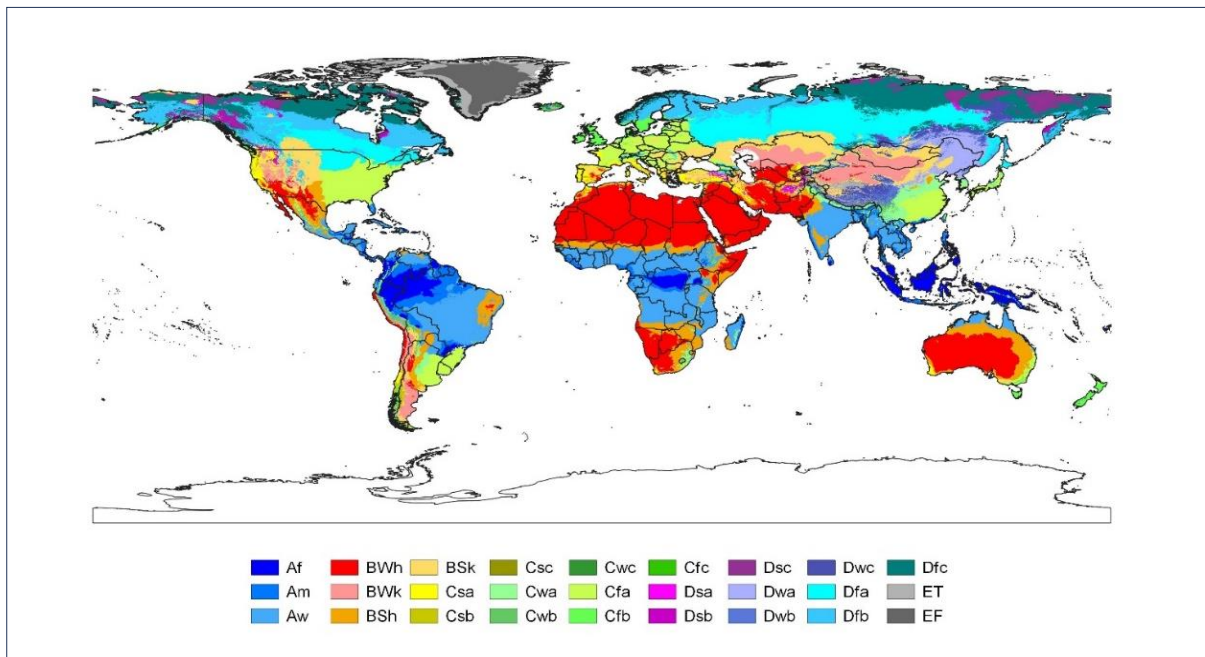 Af BWh BSk Csc Cwc Cfc Dsc Dwc Dfc
Am BWk Csa Cwa Cfa Dsa Dwa Dfa ET
Aw BSh Csb Cwb Cfb Dsb Dwb Dfb EF